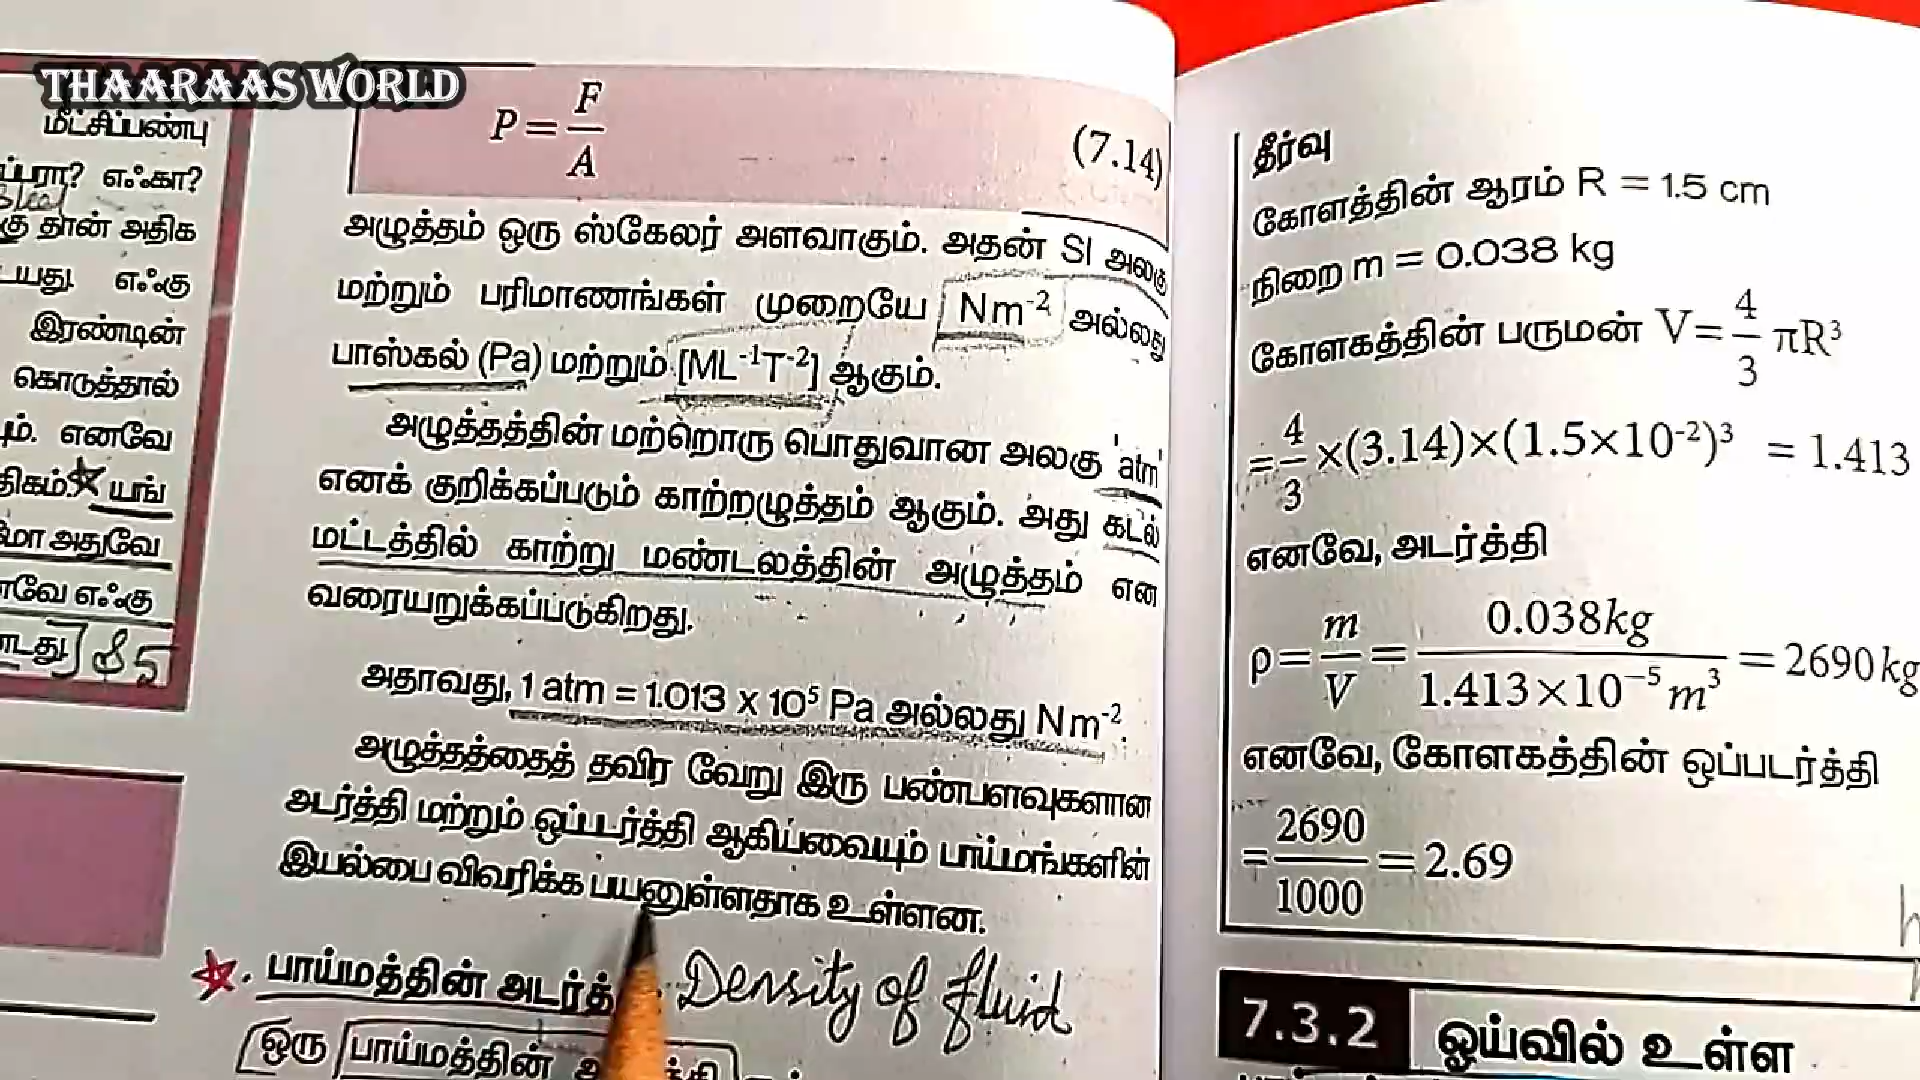 THAARAAS WORLD
மீட்சிப்பண்பு
எஃகா?
தான் அதிக
எஃகு
இரண்டின்
கொடுத்தால்
எனவே
யங்
அதுவே
எஃகு
85
P = F/A (7.14)
அழுத்தம் ஒரு ஸ்கேலர் அளவாகும். அதன் SI அலகு
மற்றும் பரிமாணங்கள் முறையே Nm⁻² அல்லது
பாஸ்கல் (Pa) மற்றும் [ML⁻¹T⁻²] ஆகும்.
அழுத்தத்தின் மற்றொரு பொதுவான அலகு 'atm'
எனக் குறிக்கப்படும் காற்றழுத்தம் ஆகும். அது கடல்
மட்டத்தில் காற்று மண்டலத்தின் அழுத்தம் என
வரையறுக்கப்படுகிறது.
அதாவது, 1 atm = 1.013 x 10⁵ Pa அல்லது Nm⁻².
அழுத்தத்தைத் தவிர வேறு இரு பண்பளவுகளான
அடர்த்தி மற்றும் ஒப்படர்த்தி ஆகியவையும் பாய்மங்களின்
இயல்பை விவரிக்க பயனுள்ளதாக உள்ளன.
பாய்மத்தின் Density of fluid
ஒரு பாய்மத்தின்
தீர்வு
கோளத்தின் ஆரம் R = 1.5 cm
நிறை m = 0.038 kg
கோளகத்தின் பருமன் V= 4/3 πR³
= 4/3 ×(3.14)×(1.5×10⁻²)³ = 1.413
எனவே, அடர்த்தி
ρ = m/V = 0.038kg / 1.413×10⁻⁵m³ = 2690kg
எனவே, கோளகத்தின் ஒப்படர்த்தி
= 2690/1000 = 2.69
7.3.2 ஓய்வில் உள்ள